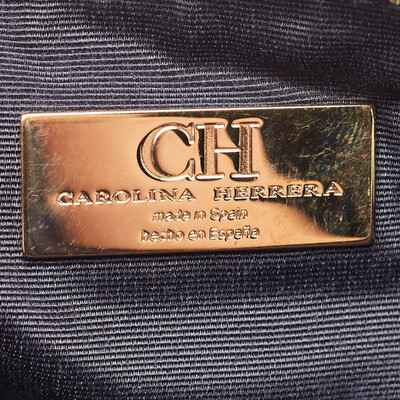 CH
CAROLINA HERRERA
made in Spain
hecho en España